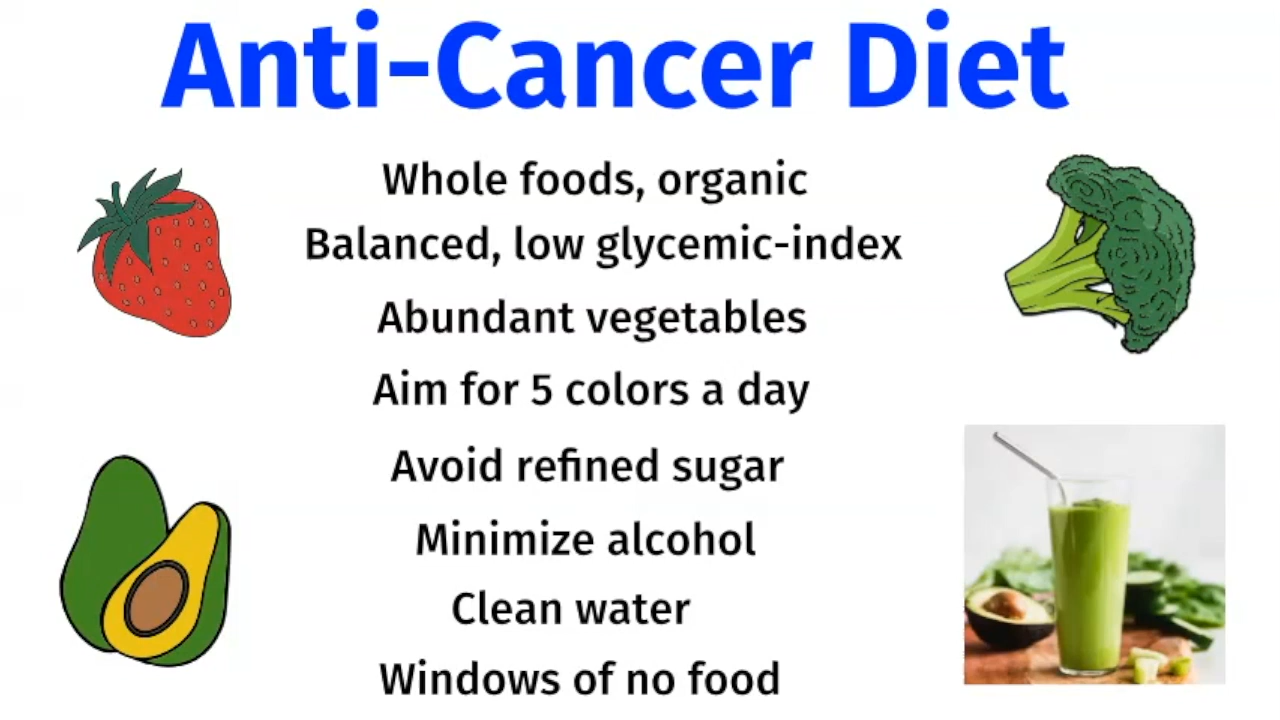 Anti-Cancer Diet
Whole foods, organic
Balanced, low glycemic-index
Abundant vegetables
Aim for 5 colors a day
Avoid refined sugar
Minimize alcohol
Clean water
Windows of no food